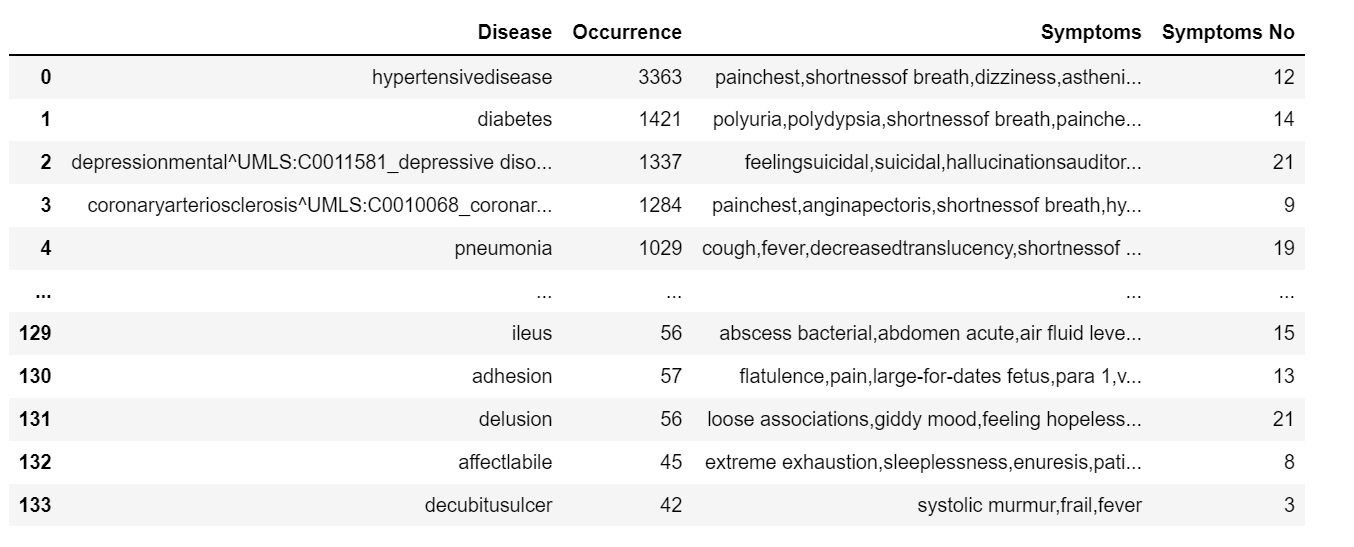 Disease Occurrence Symptoms Symptoms No
0 hypertensivedisease 3363 painchest,shortnessof breath,dizziness,astheni... 12
1 diabetes 1421 polyuria,polydypsia,shortnessof breath,painche... 14
2 depressionmental^UMLS:C0011581_depressive diso... 1337 feelingsuicidal,suicidal,hallucinationsauditor... 21
3 coronaryarteriosclerosis^UMLS:C0010068_coronar... 1284 painchest,anginapectoris,shortnessof breath,hy... 9
4 pneumonia 1029 cough,fever,decreasedtranslucency,shortnessof ... 19
... ... ... ... ...
129 ileus 56 abscess bacterial,abdomen acute,air fluid leve... 15
130 adhesion 57 flatulence,pain,large-for-dates fetus,para 1,v... 13
131 delusion 56 loose associations,giddy mood,feeling hopeless... 21
132 affectlabile 45 extreme exhaustion,sleeplessness,enuresis,pati... 8
133 decubitusulcer 42 systolic murmur,frail,fever 3